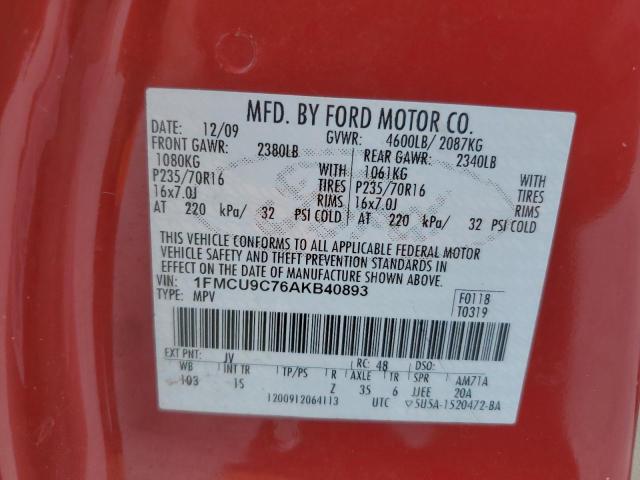 MFD. BY FORD MOTOR CO.
DATE: 12/09 GVWR: 4600LB/ 2087KG
FRONT GAWR: 2380LB REAR GAWR: 2340LB
1080KG WITH 1061KG WITH
P235/70R16 TIRES P235/70R16 TIRES
16x7.0J RIMS 16x7.0J RIMS
AT 220 kPa/ 32 PSI COLD AT 220 kPa/ 32 PSI COLD
THIS VEHICLE CONFORMS TO ALL APPLICABLE FEDERAL MOTOR
VEHICLE SAFETY AND THEFT PREVENTION STANDARDS IN
EFFECT ON THE DATE OF MANUFACTURE SHOWN ABOVE.
VIN: 1FMCU9C76AKB40893
TYPE: MPV F0118
T0319
EXT PNT: JV RC: 48 DSO:
WB INT TR TP/PS R AXLE TR SPR AM71A
103 15 Z 35 6 JJEE 20A
1200912064113 UTC ▽5U5A-1520472-BA